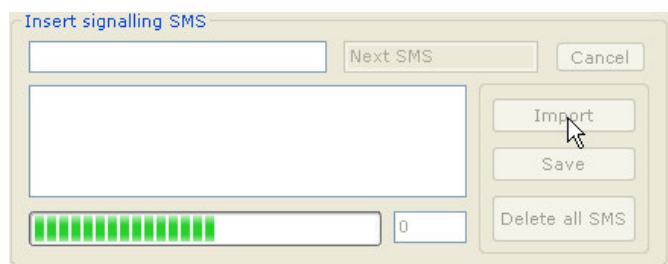 Insert signalling SMS
Next SMS
Cancel
Import
Save
0
Delete all SMS